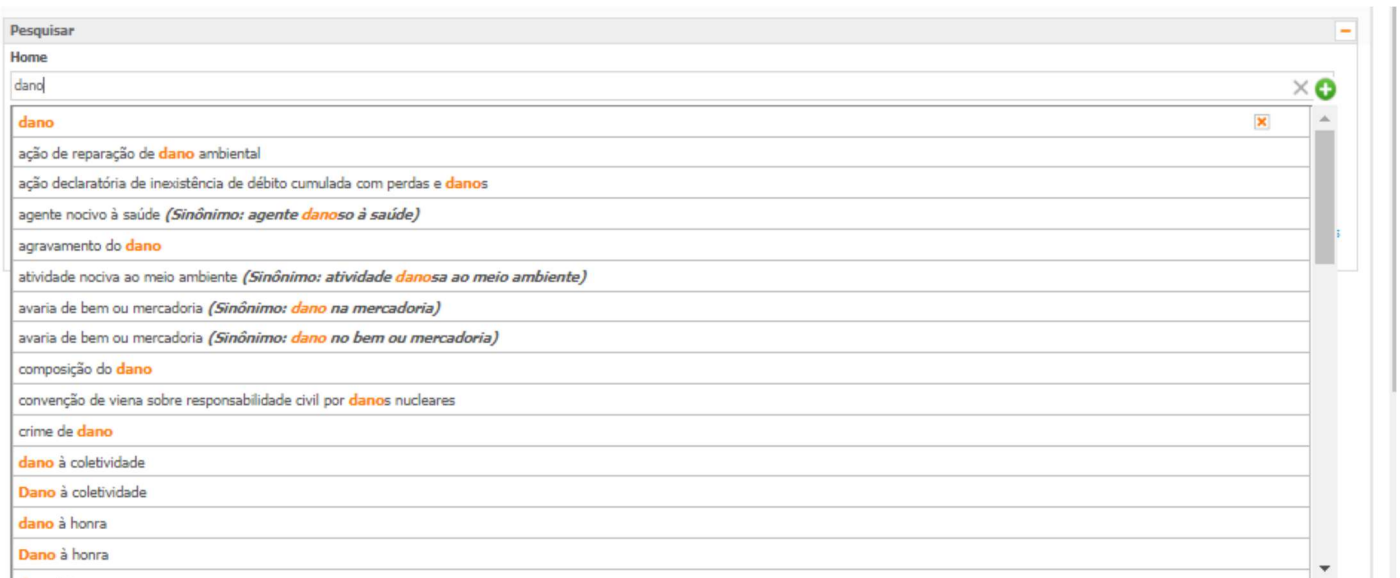 Pesquisar
Home
dano
dano
ação de reparação de dano ambiental
ação declaratória de inexistência de débito cumulada com perdas e danos
agente nocivo à saúde (Sinônimo: agente danoso à saúde)
agravamento do dano
atividade nociva ao meio ambiente (Sinônimo: atividade danosa ao meio ambiente)
avaria de bem ou mercadoria (Sinônimo: dano na mercadoria)
avaria de bem ou mercadoria (Sinônimo: dano no bem ou mercadoria)
composição do dano
convenção de viena sobre responsabilidade civil por danos nucleares
crime de dano
dano à coletividade
Dano à coletividade
dano à honra
Dano à honra